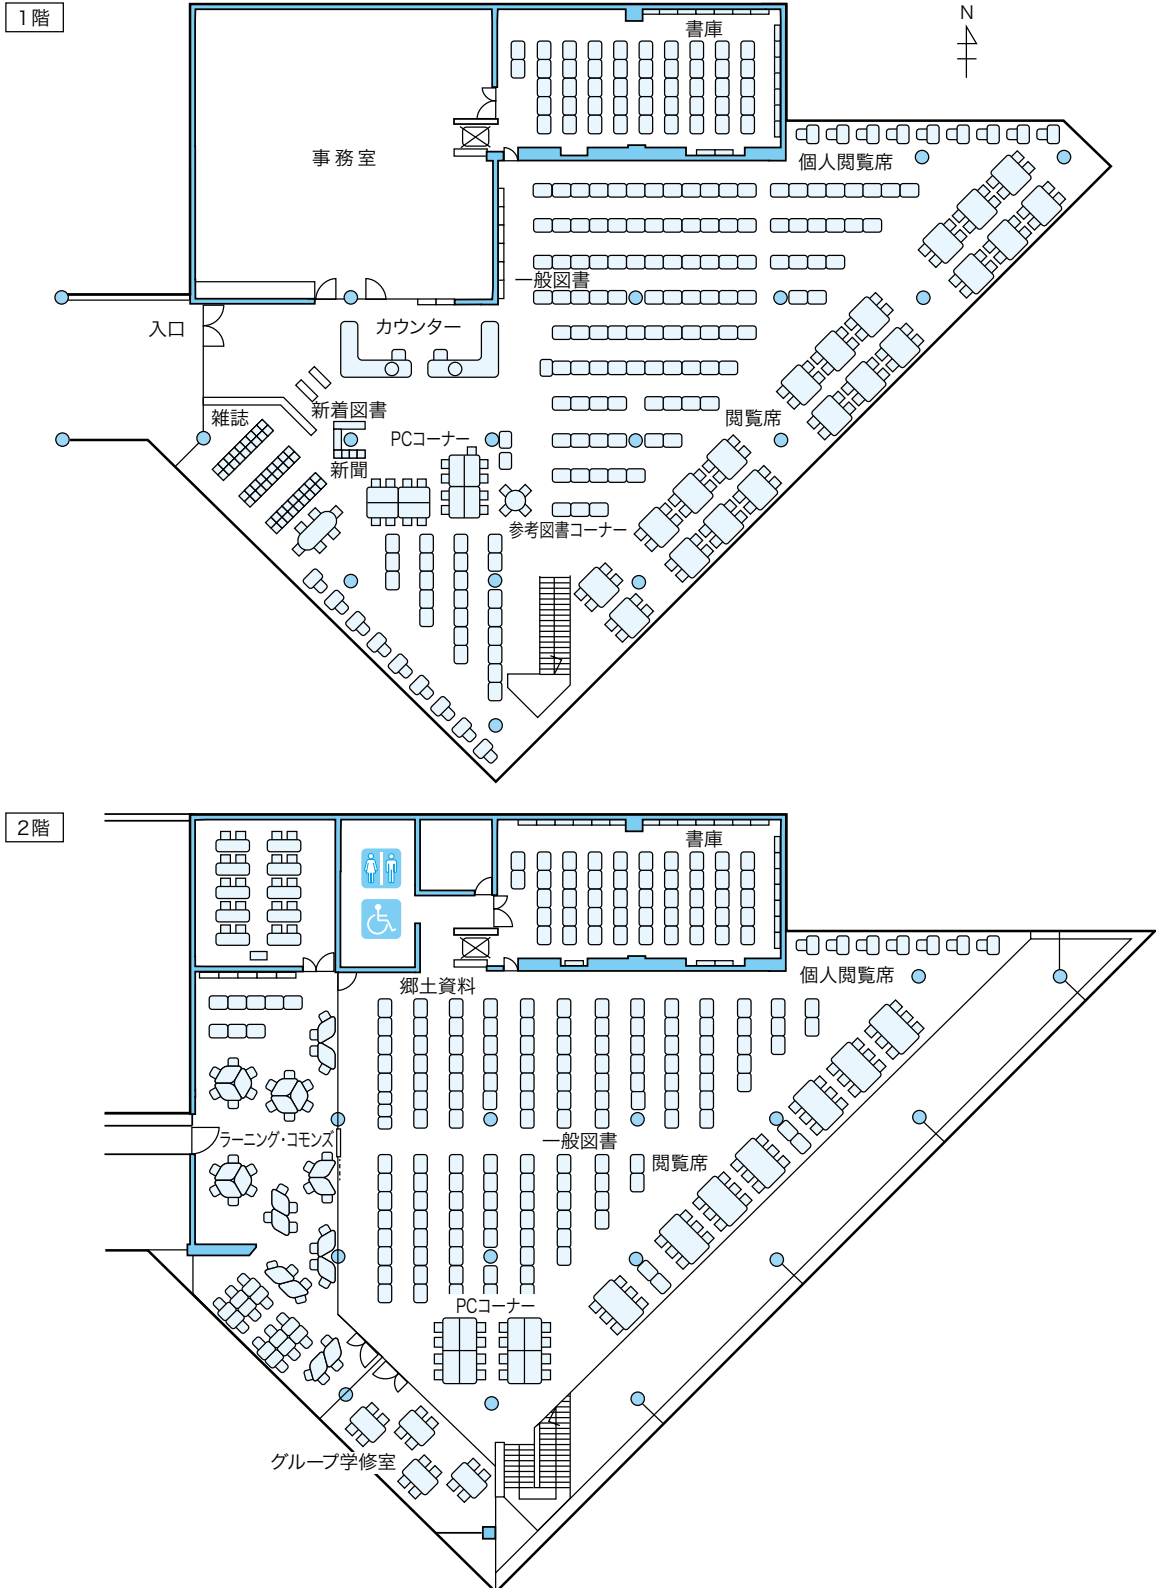 1階
N
書庫
事務室
個人閲覧席
一般図書
入口
カウンター
雑誌
新着図書
閲覧席
PCコーナー
新聞
参考図書コーナー
2階
書庫
個人閲覧席
郷土資料
ラーニング・コモンズ
一般図書
閲覧席
PCコーナー
グループ学修室